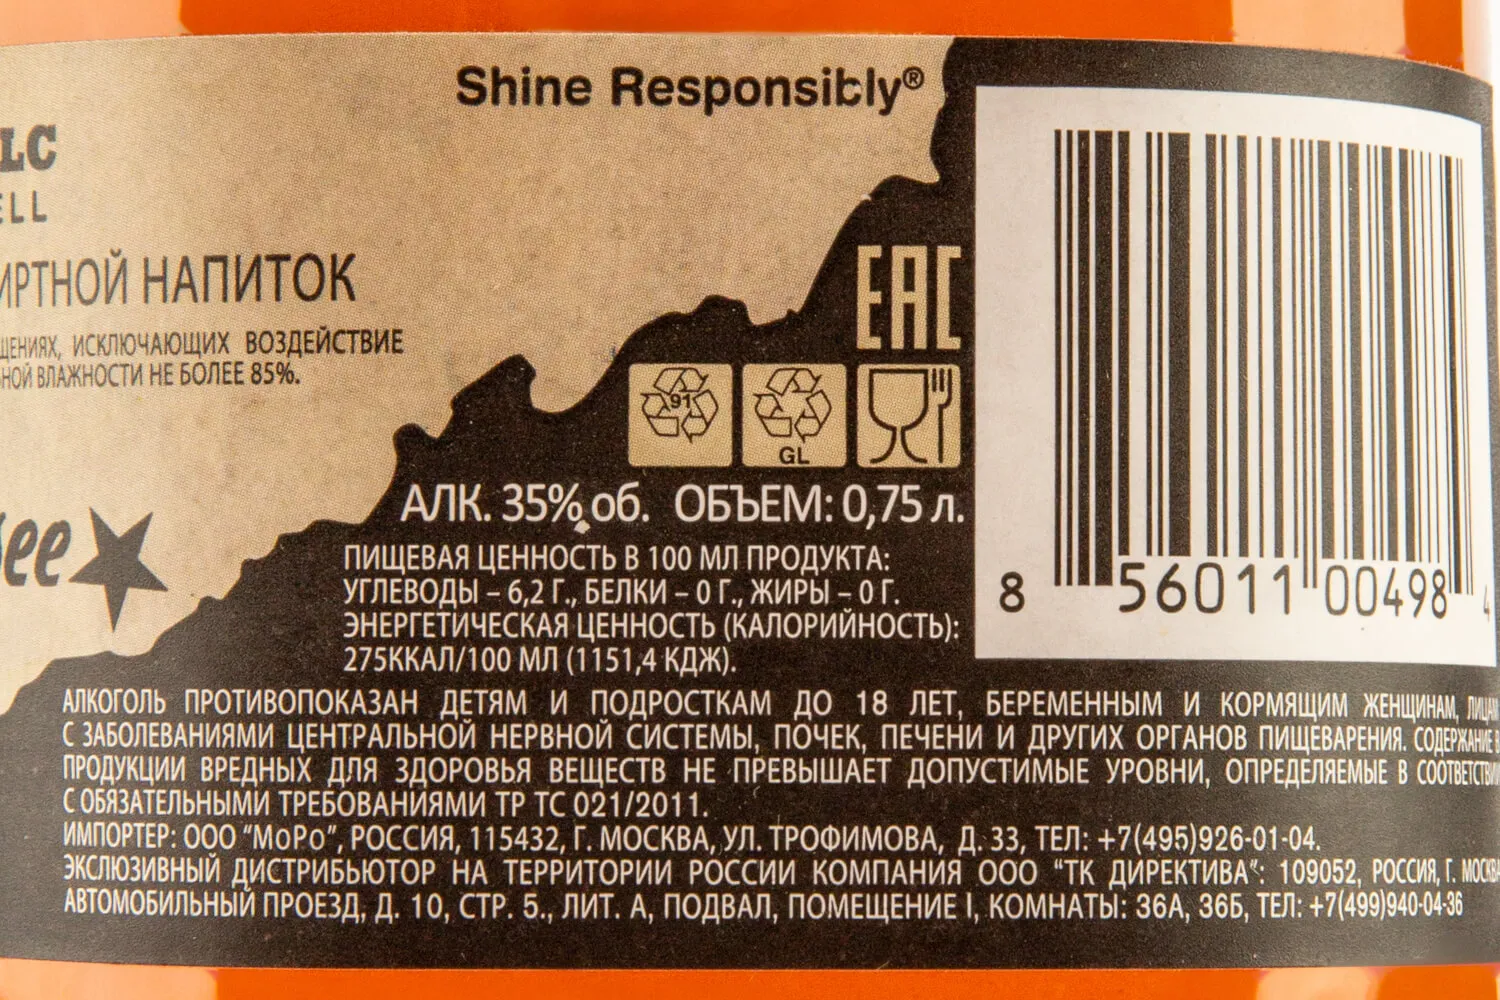 Shine Responsibly®
LC
ELL
ИРТНОЙ НАПИТОК
ЩЕНИЯХ, ИСКЛЮЧАЮЩИХ ВОЗДЕЙСТВИЕ
НОЙ ВЛАЖНОСТИ НЕ БОЛЕЕ 85%.
EAC
91
GL
ee
АЛК. 35% об. ОБЪЕМ: 0,75 л.
ПИЩЕВАЯ ЦЕННОСТЬ В 100 МЛ ПРОДУКТА:
УГЛЕВОДЫ – 6,2 Г., БЕЛКИ – 0 Г., ЖИРЫ – 0 Г.
ЭНЕРГЕТИЧЕСКАЯ ЦЕННОСТЬ (КАЛОРИЙНОСТЬ):
275ККАЛ/100 МЛ (1151,4 КДЖ).
8 56011 00498 4
АЛКОГОЛЬ ПРОТИВОПОКАЗАН ДЕТЯМ И ПОДРОСТКАМ ДО 18 ЛЕТ, БЕРЕМЕННЫМ И КОРМЯЩИМ ЖЕНЩИНАМ, ЛИЦАМ
С ЗАБОЛЕВАНИЯМИ ЦЕНТРАЛЬНОЙ НЕРВНОЙ СИСТЕМЫ, ПОЧЕК, ПЕЧЕНИ И ДРУГИХ ОРГАНОВ ПИЩЕВАРЕНИЯ. СОДЕРЖАНИЕ В
ПРОДУКЦИИ ВРЕДНЫХ ДЛЯ ЗДОРОВЬЯ ВЕЩЕСТВ НЕ ПРЕВЫШАЕТ ДОПУСТИМЫЕ УРОВНИ, ОПРЕДЕЛЯЕМЫЕ В СООТВЕТСТВИИ
С ОБЯЗАТЕЛЬНЫМИ ТРЕБОВАНИЯМИ ТР ТС 021/2011.
ИМПОРТЕР: ООО "МоРо", РОССИЯ, 115432, Г. МОСКВА, УЛ. ТРОФИМОВА, Д. 33, ТЕЛ: +7(495)926-01-04.
ЭКСЛЮЗИВНЫЙ ДИСТРИБЬЮТОР НА ТЕРРИТОРИИ РОССИИ КОМПАНИЯ ООО "ТК ДИРЕКТИВА": 109052, РОССИЯ, Г. МОСКВА
АВТОМОБИЛЬНЫЙ ПРОЕЗД, Д. 10, СТР. 5., ЛИТ. А, ПОДВАЛ, ПОМЕЩЕНИЕ I, КОМНАТЫ: 36А, 36Б, ТЕЛ: +7(499)940-04-36